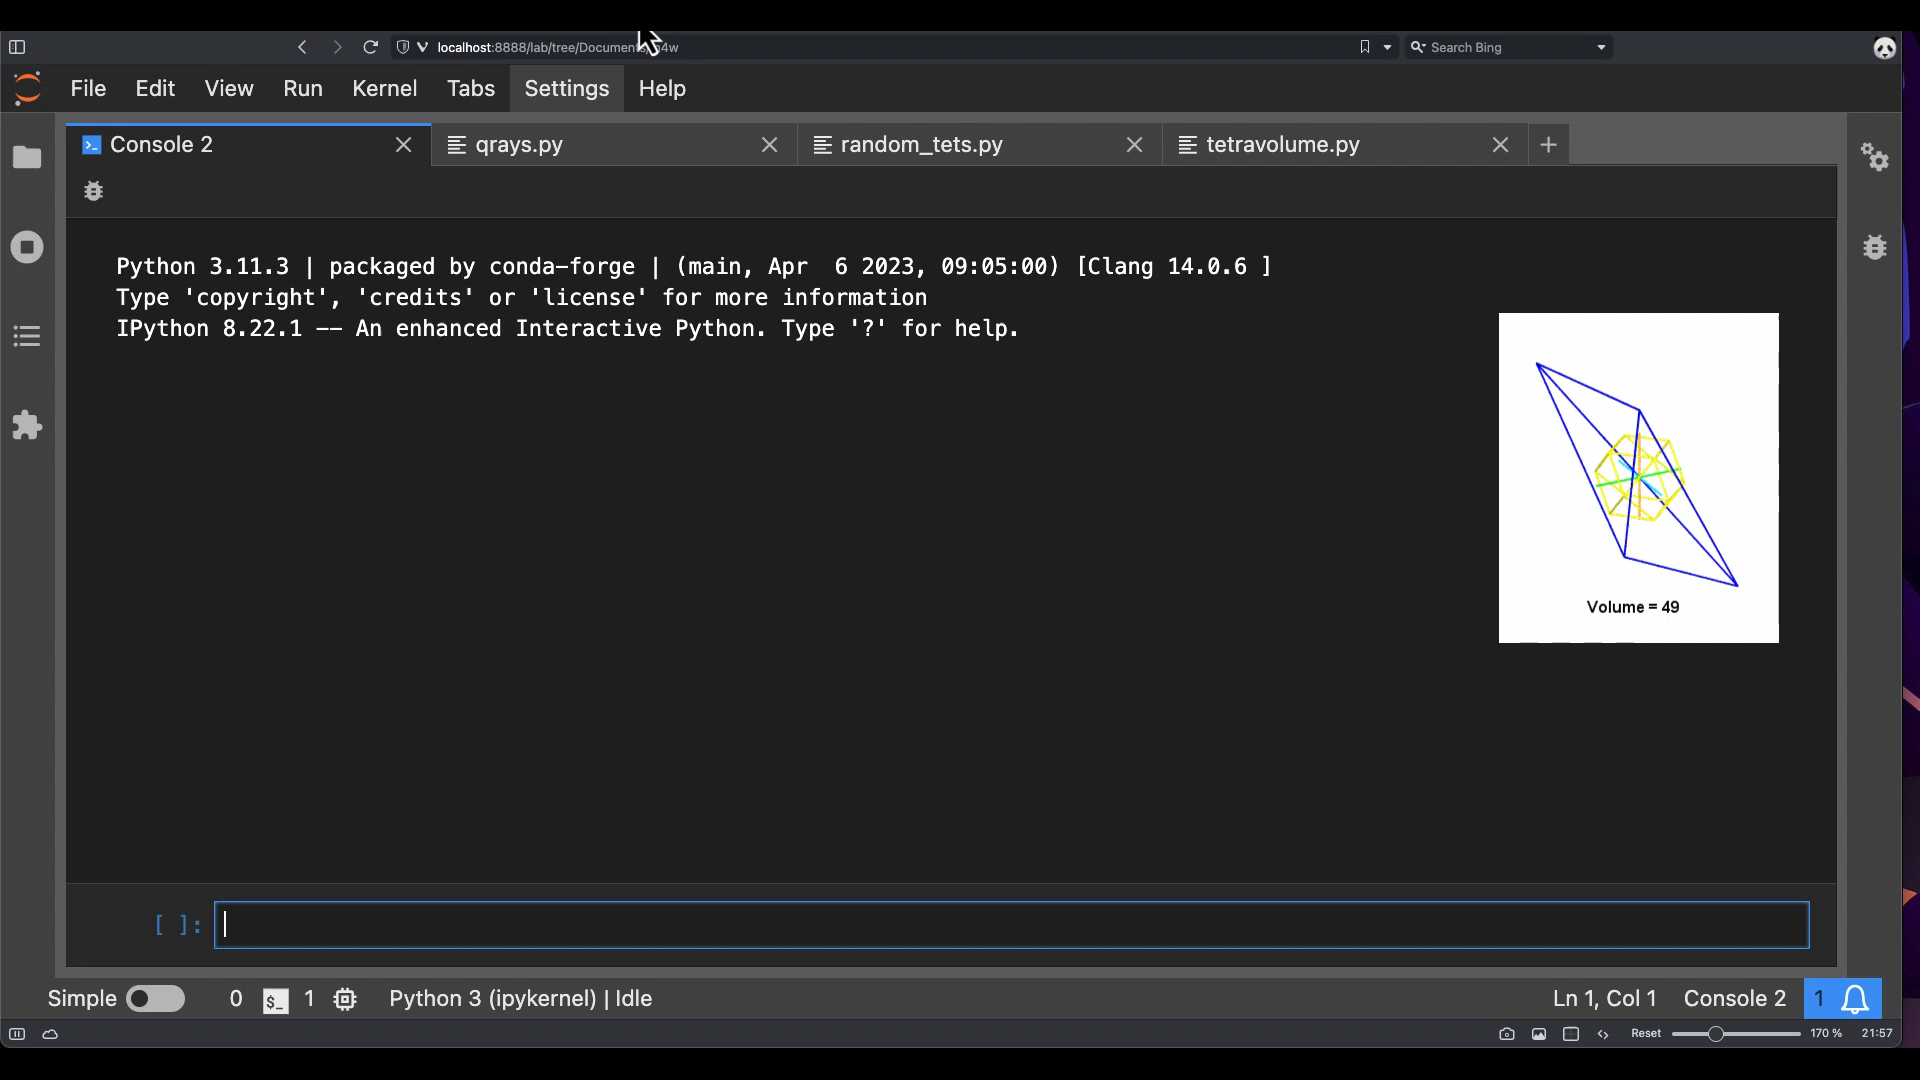 localhost:8888/lab/tree/Document 4w
Search Bing
File Edit View Run Kernel Tabs Settings Help
Console 2 qrays.py random_tets.py tetravolume.py
Python 3.11.3 | packaged by conda-forge | (main, Apr  6 2023, 09:05:00) [Clang 14.0.6 ]
Type 'copyright', 'credits' or 'license' for more information
IPython 8.22.1 -- An enhanced Interactive Python. Type '?' for help.
Volume = 49
[ ]:
Simple 0 $_ 1 Python 3 (ipykernel) | Idle Ln 1, Col 1 Console 2 1
Reset 170 % 21:57